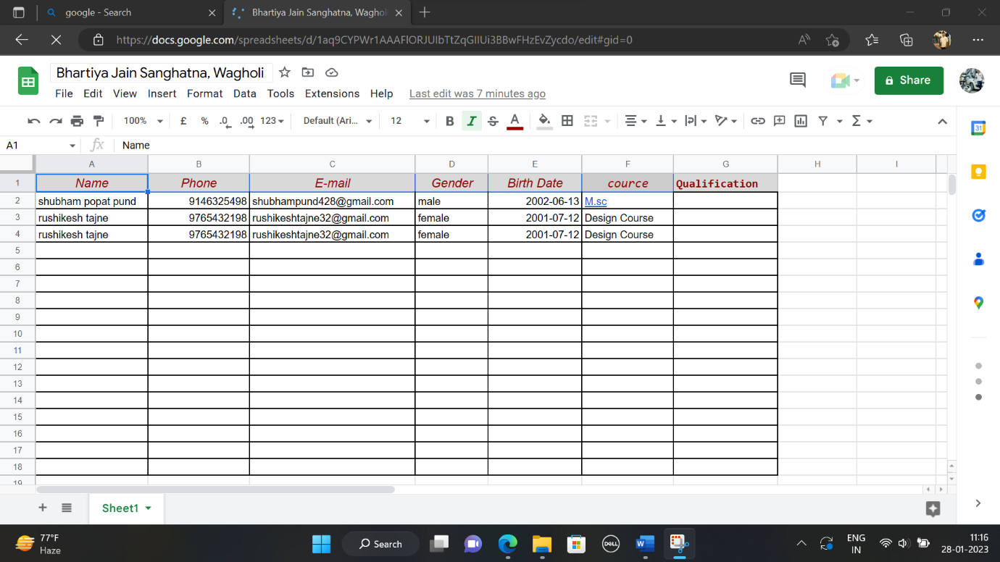 google - Search
Bhartiya Jain Sanghatna, Wagholi
https://docs.google.com/spreadsheets/d/1aq9CYPWr1AAAFlORJUIbTtZqGIIUi3BBwFHzEvZycdo/edit#gid=0
Bhartiya Jain Sanghatna, Wagholi
File Edit View Insert Format Data Tools Extensions Help Last edit was 7 minutes ago
Share
100% £ % .0 .00 123 Default (Ari... 12 B I S A
31
A1 fx Name
A B C D E F G H I
1 Name Phone E-mail Gender Birth Date cource Qualification
2 shubham popat pund 9146325498 shubhampund428@gmail.com male 2002-06-13 M.sc
3 rushikesh tajne 9765432198 rushikeshtajne32@gmail.com female 2001-07-12 Design Course
4 rushikesh tajne 9765432198 rushikeshtajne32@gmail.com female 2001-07-12 Design Course
5
6
7
8
9
10
11
12
13
14
15
16
17
18
19
Sheet1
77°F
Haze
Search
DELL
ENG
IN
11:16
28-01-2023